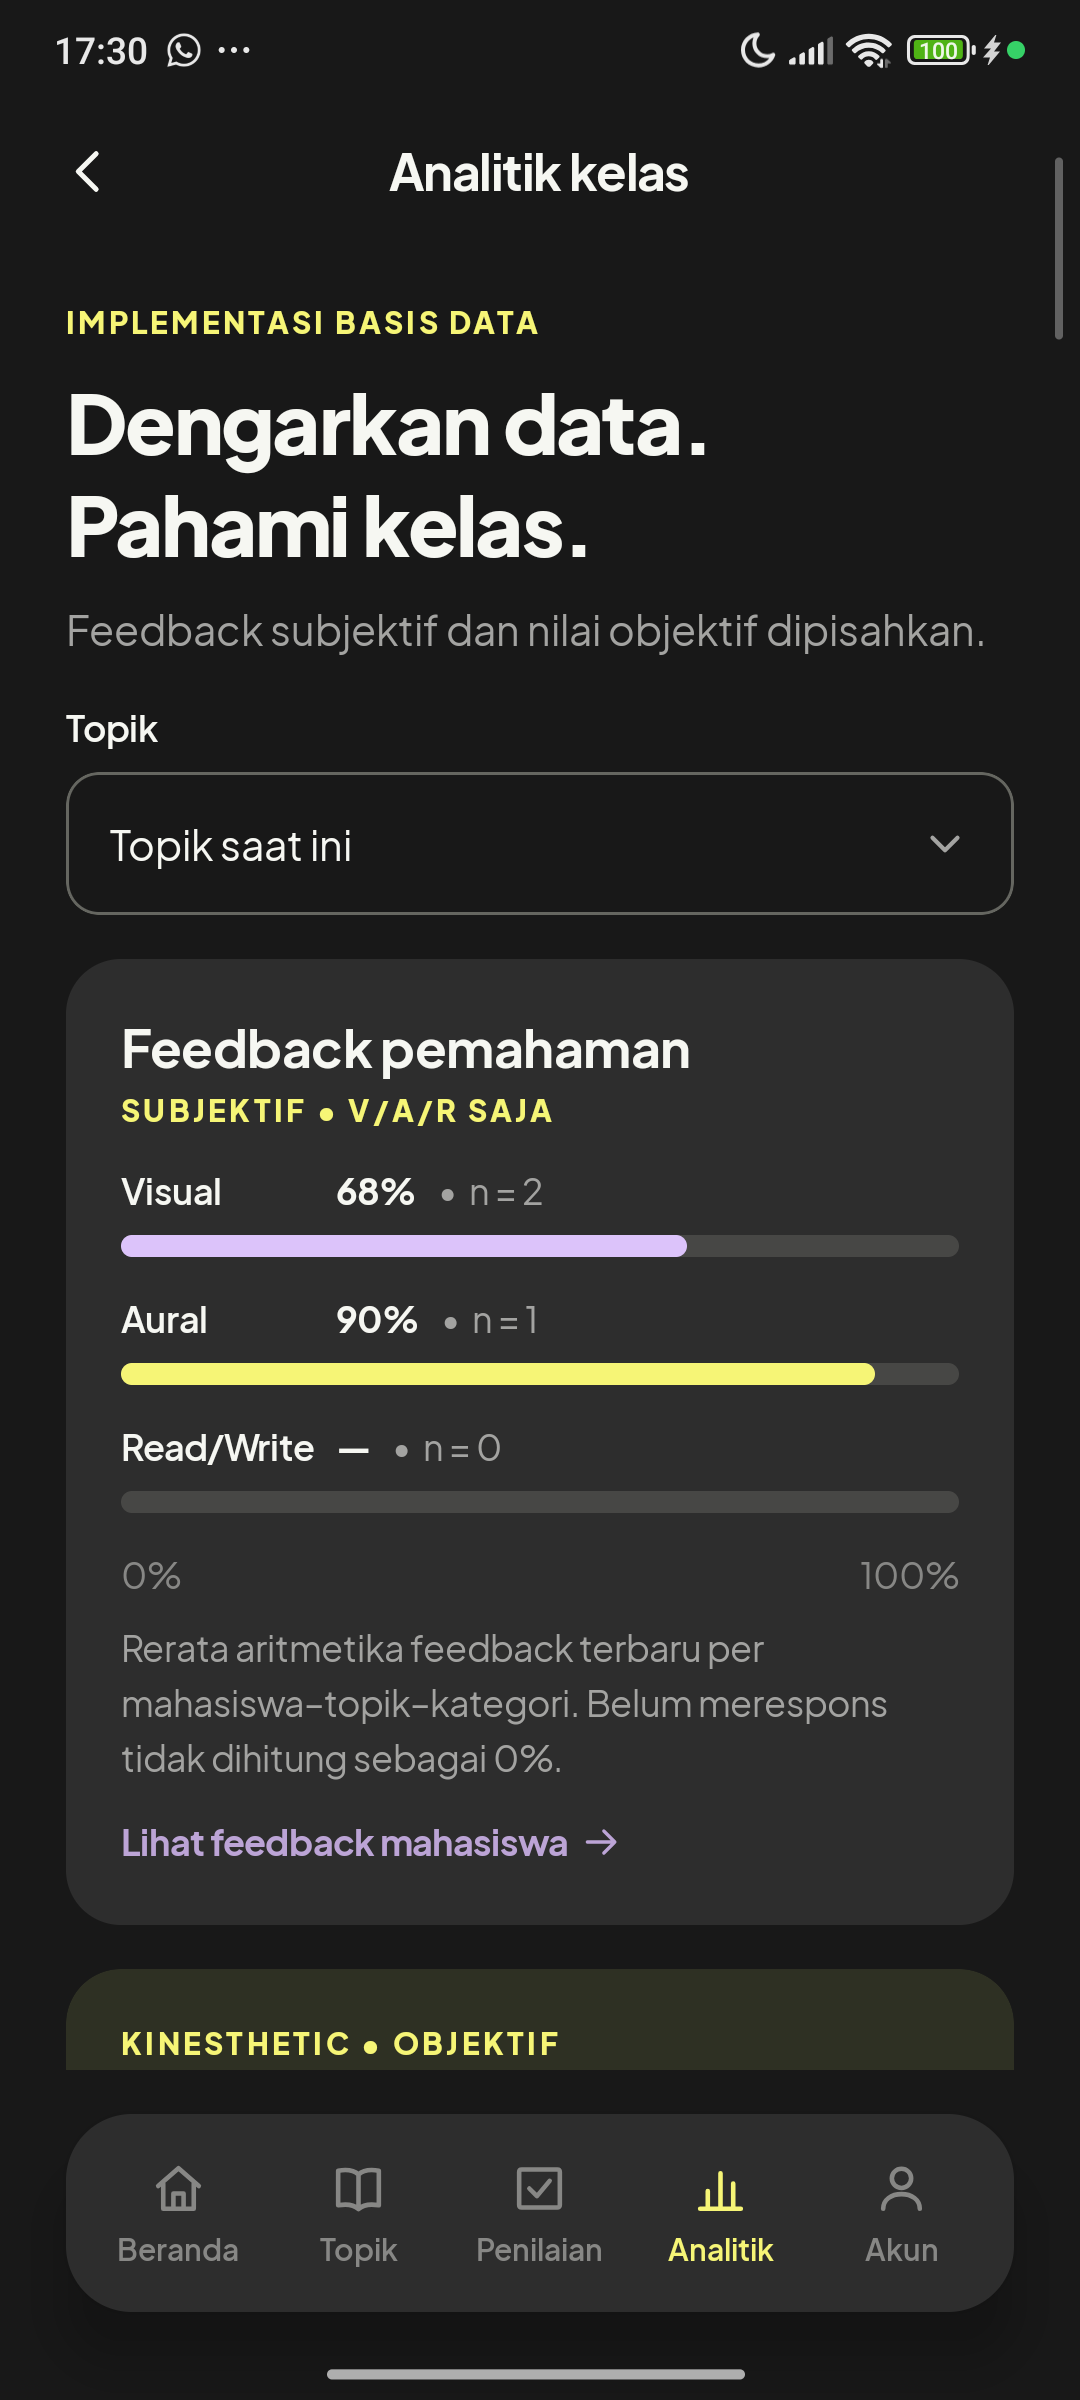 17:30
100
Analitik kelas
IMPLEMENTASI BASIS DATA
Dengarkan data.
Pahami kelas.
Feedback subjektif dan nilai objektif dipisahkan.
Topik
Topik saat ini
Feedback pemahaman
SUBJEKTIF • V/A/R SAJA
Visual 68% • n = 2
Aural 90% • n = 1
Read/Write — • n = 0
0% 100%
Rerata aritmetika feedback terbaru per
mahasiswa–topik–kategori. Belum merespons
tidak dihitung sebagai 0%.
Lihat feedback mahasiswa →
KINESTHETIC • OBJEKTIF
Beranda Topik Penilaian Analitik Akun